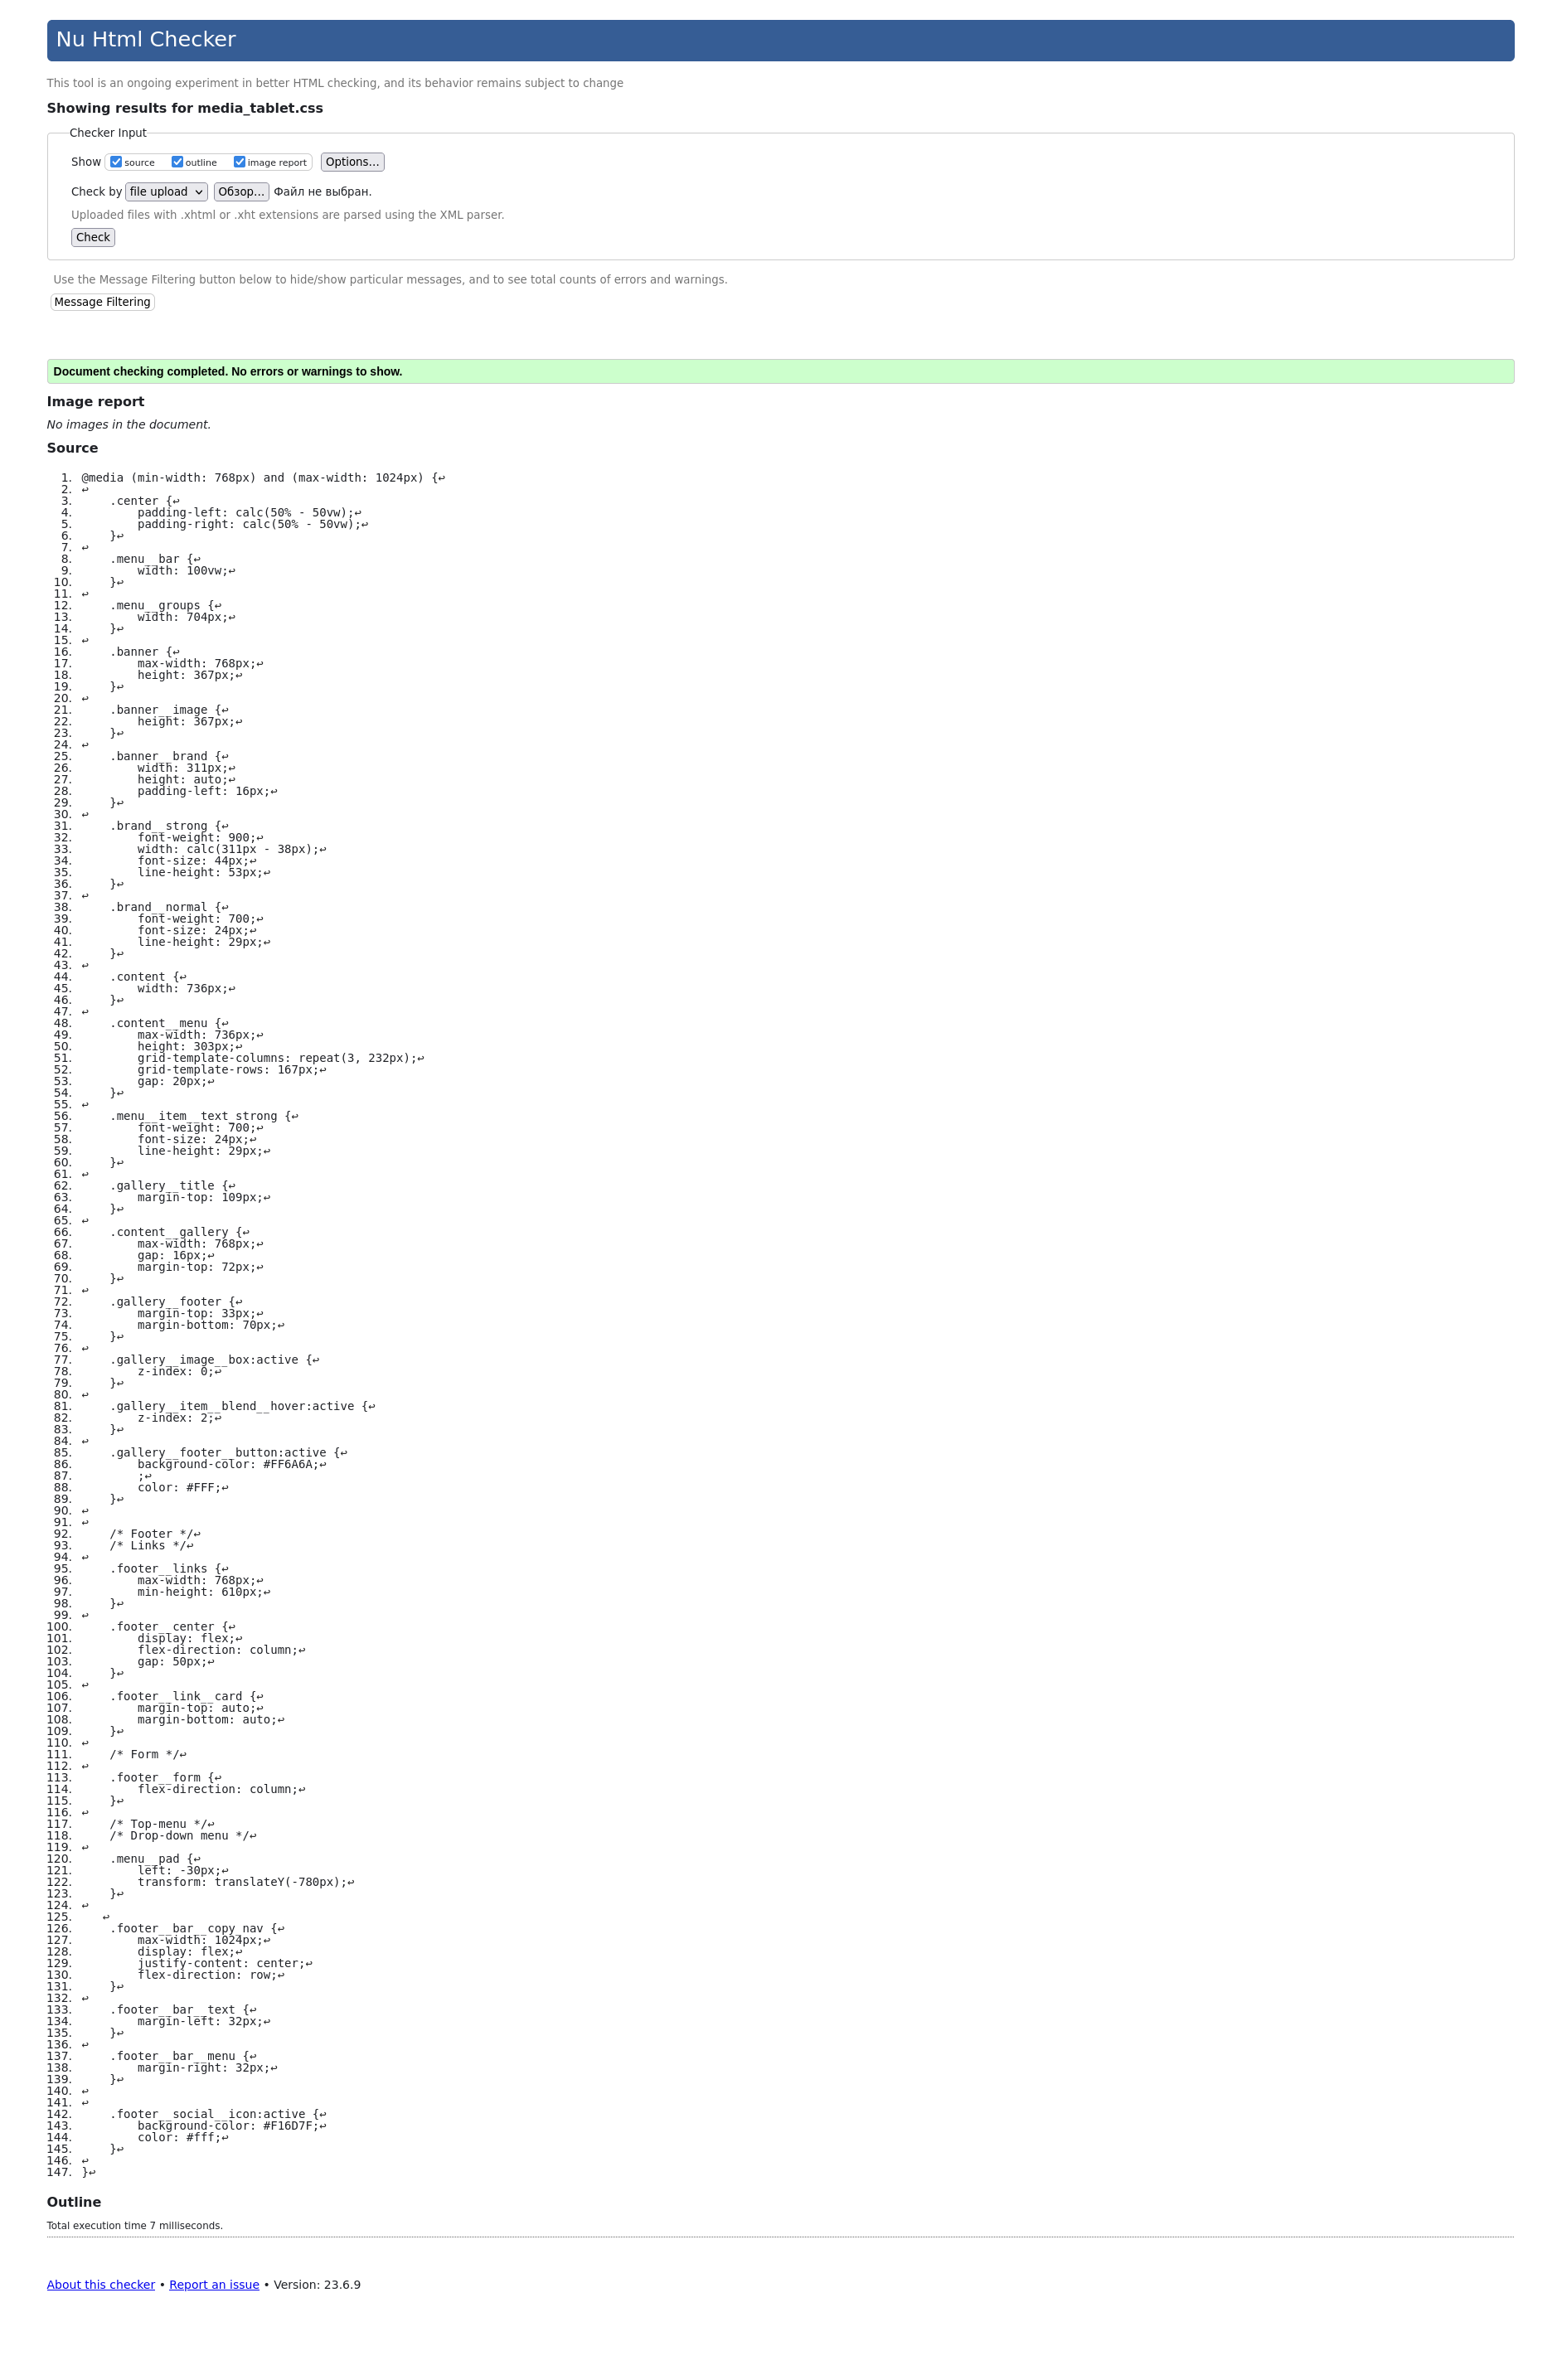 Nu Html Checker
This tool is an ongoing experiment in better HTML checking, and its behavior remains subject to change
Showing results for media_tablet.css
Checker Input
Show source outline image report Options...
Check by file upload Обзор... Файл не выбран.
Uploaded files with .xhtml or .xht extensions are parsed using the XML parser.
Check
Use the Message Filtering button below to hide/show particular messages, and to see total counts of errors and warnings.
Message Filtering
Document checking completed. No errors or warnings to show.
Image report
No images in the document.
Source
1. @media (min-width: 768px) and (max-width: 1024px) {↩
2. ↩
3.     .center {↩
4.         padding-left: calc(50% - 50vw);↩
5.         padding-right: calc(50% - 50vw);↩
6.     }↩
7. ↩
8.     .menu__bar {↩
9.         width: 100vw;↩
10.     }↩
11. ↩
12.     .menu__groups {↩
13.         width: 704px;↩
14.     }↩
15. ↩
16.     .banner {↩
17.         max-width: 768px;↩
18.         height: 367px;↩
19.     }↩
20. ↩
21.     .banner__image {↩
22.         height: 367px;↩
23.     }↩
24. ↩
25.     .banner__brand {↩
26.         width: 311px;↩
27.         height: auto;↩
28.         padding-left: 16px;↩
29.     }↩
30. ↩
31.     .brand__strong {↩
32.         font-weight: 900;↩
33.         width: calc(311px - 38px);↩
34.         font-size: 44px;↩
35.         line-height: 53px;↩
36.     }↩
37. ↩
38.     .brand__normal {↩
39.         font-weight: 700;↩
40.         font-size: 24px;↩
41.         line-height: 29px;↩
42.     }↩
43. ↩
44.     .content {↩
45.         width: 736px;↩
46.     }↩
47. ↩
48.     .content__menu {↩
49.         max-width: 736px;↩
50.         height: 303px;↩
51.         grid-template-columns: repeat(3, 232px);↩
52.         grid-template-rows: 167px;↩
53.         gap: 20px;↩
54.     }↩
55. ↩
56.     .menu__item__text_strong {↩
57.         font-weight: 700;↩
58.         font-size: 24px;↩
59.         line-height: 29px;↩
60.     }↩
61. ↩
62.     .gallery__title {↩
63.         margin-top: 109px;↩
64.     }↩
65. ↩
66.     .content__gallery {↩
67.         max-width: 768px;↩
68.         gap: 16px;↩
69.         margin-top: 72px;↩
70.     }↩
71. ↩
72.     .gallery__footer {↩
73.         margin-top: 33px;↩
74.         margin-bottom: 70px;↩
75.     }↩
76. ↩
77.     .gallery__image__box:active {↩
78.         z-index: 0;↩
79.     }↩
80. ↩
81.     .gallery__item__blend__hover:active {↩
82.         z-index: 2;↩
83.     }↩
84. ↩
85.     .gallery__footer__button:active {↩
86.         background-color: #FF6A6A;↩
87.         ;↩
88.         color: #FFF;↩
89.     }↩
90. ↩
91. ↩
92.     /* Footer */↩
93.     /* Links */↩
94. ↩
95.     .footer__links {↩
96.         max-width: 768px;↩
97.         min-height: 610px;↩
98.     }↩
99. ↩
100.     .footer__center {↩
101.         display: flex;↩
102.         flex-direction: column;↩
103.         gap: 50px;↩
104.     }↩
105. ↩
106.     .footer__link__card {↩
107.         margin-top: auto;↩
108.         margin-bottom: auto;↩
109.     }↩
110. ↩
111.     /* Form */↩
112. ↩
113.     .footer__form {↩
114.         flex-direction: column;↩
115.     }↩
116. ↩
117.     /* Top-menu */↩
118.     /* Drop-down menu */↩
119. ↩
120.     .menu__pad {↩
121.         left: -30px;↩
122.         transform: translateY(-780px);↩
123.     }↩
124. ↩
125.    ↩
126.     .footer__bar__copy_nav {↩
127.         max-width: 1024px;↩
128.         display: flex;↩
129.         justify-content: center;↩
130.         flex-direction: row;↩
131.     }↩
132. ↩
133.     .footer__bar__text {↩
134.         margin-left: 32px;↩
135.     }↩
136. ↩
137.     .footer__bar__menu {↩
138.         margin-right: 32px;↩
139.     }↩
140. ↩
141. ↩
142.     .footer__social__icon:active {↩
143.         background-color: #F16D7F;↩
144.         color: #fff;↩
145.     }↩
146. ↩
147. }↩
Outline
Total execution time 7 milliseconds.
About this checker • Report an issue • Version: 23.6.9